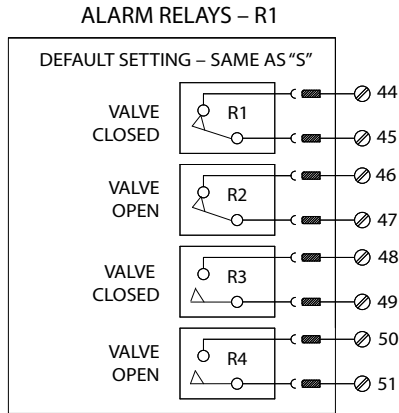 ALARM RELAYS – R1
DEFAULT SETTING – SAME AS “S”
VALVE
CLOSED
R1
44
45
VALVE
OPEN
R2
46
47
VALVE
CLOSED
R3
48
49
VALVE
OPEN
R4
50
51